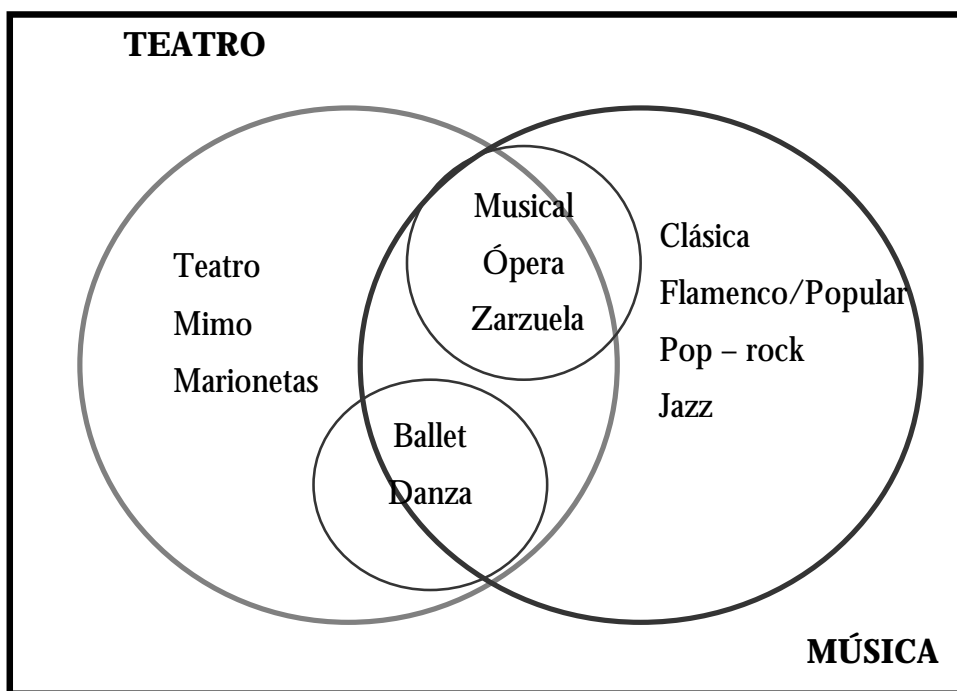 TEATRO
Musical
Ópera
Zarzuela
Teatro
Mimo
Marionetas
Clásica
Flamenco/Popular
Pop – rock
Jazz
Ballet
Danza
MÚSICA